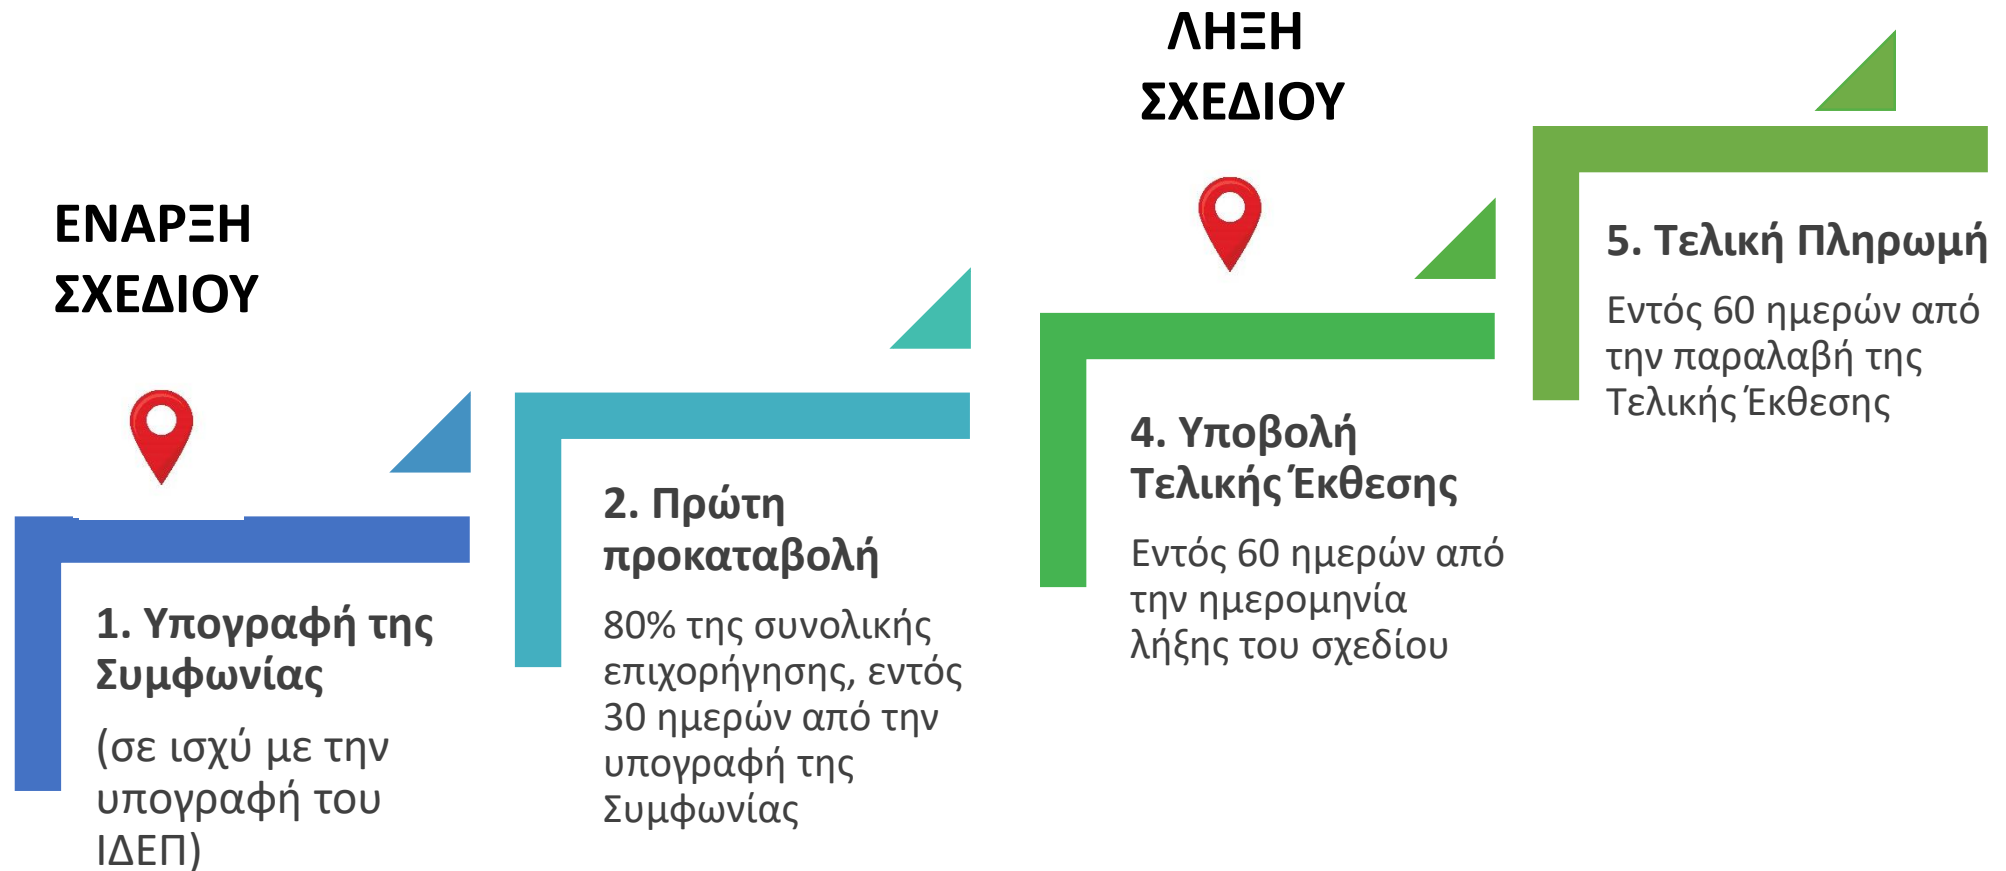 ΕΝΑΡΞΗ
ΣΧΕΔΙΟΥ
1. Υπογραφή της
Συμφωνίας
(σε ισχύ με την
υπογραφή του
ΙΔΕΠ)
2. Πρώτη
προκαταβολή
80% της συνολικής
επιχορήγησης, εντός
30 ημερών από την
υπογραφή της
Συμφωνίας
ΛΗΞΗ
ΣΧΕΔΙΟΥ
4. Υποβολή
Τελικής Έκθεσης
Εντός 60 ημερών από
την ημερομηνία
λήξης του σχεδίου
5. Τελική Πληρωμή
Εντός 60 ημερών από
την παραλαβή της
Τελικής Έκθεσης